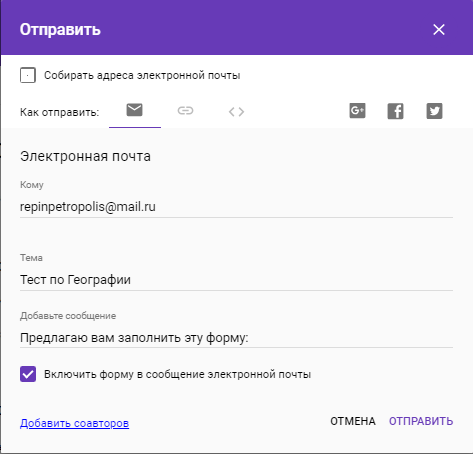 Отправить
Собирать адреса электронной почты
Как отправить:
G+
Электронная почта
Кому
repinpetropolis@mail.ru
Тема
Тест по Географии
Добавьте сообщение
Предлагаю вам заполнить эту форму:
Включить форму в сообщение электронной почты
Добавить соавторов ОТМЕНА ОТПРАВИТЬ